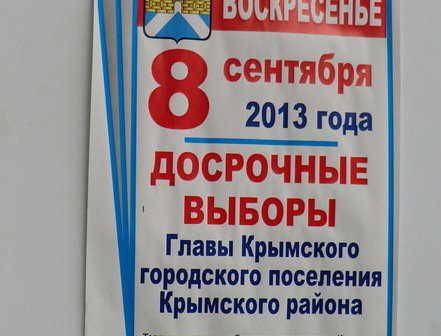 ВОСКРЕСЕНЬЕ
8 сентября
2013 года
ДОСРОЧНЫЕ
ВЫБОРЫ
Главы Крымского
городского поселения
Крымского района